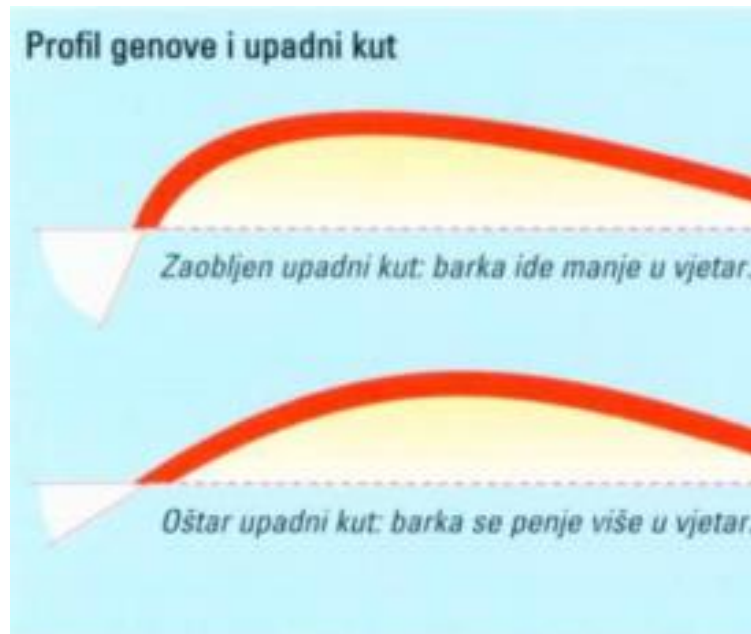 Profil genove i upadni kut
Zaobljen upadni kut: barka ide manje u vjetar.
Oštar upadni kut: barka se penje više u vjetar.